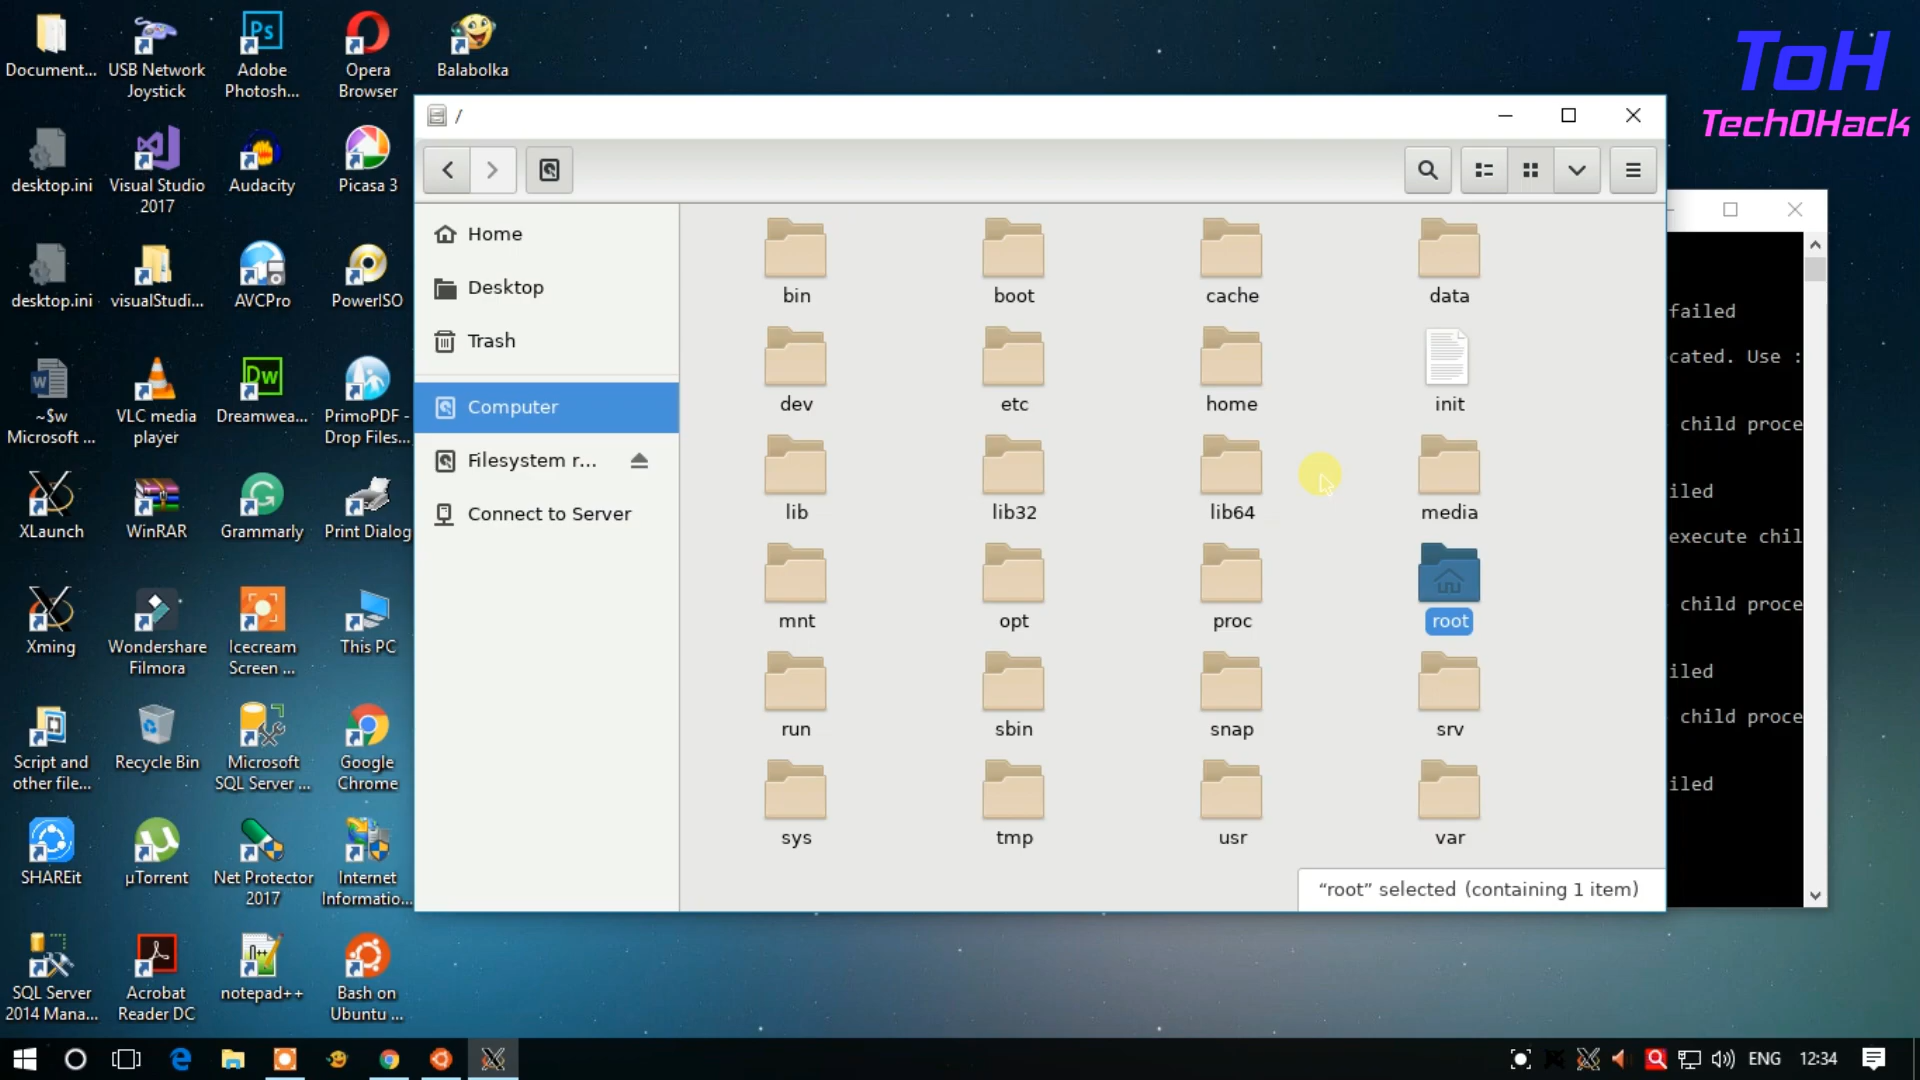 Document...
USB Network
Joystick
Adobe
Photosh...
Opera
Browser
Balabolka
ToH
Tech0Hack
desktop.ini
Visual Studio
2017
Audacity
Picasa 3
desktop.ini
visualStudi...
AVCPro
PowerISO
~$w
Microsoft ...
VLC media
player
Dreamwea...
PrimoPDF -
Drop Files...
XLaunch
WinRAR
Grammarly
Print Dialog
Xming
Wondershare
Filmora
Icecream
Screen ...
This PC
Script and
other file...
Recycle Bin
Microsoft
SQL Server ...
Google
Chrome
SHAREit
µTorrent
Net Protector
2017
Internet
Informatio...
SQL Server
2014 Mana...
Acrobat
Reader DC
notepad++
Bash on
Ubuntu ...
/
Home
Desktop
Trash
Computer
Filesystem r...
Connect to Server
bin
boot
cache
data
dev
etc
home
init
lib
lib32
lib64
media
mnt
opt
proc
root
run
sbin
snap
srv
sys
tmp
usr
var
“root” selected (containing 1 item)
failed
cated. Use :
child proce
iled
execute chil
child proce
iled
child proce
iled
ENG
12:34